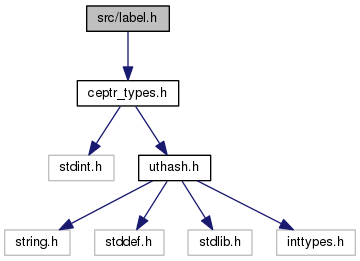 src/label.h
ceptr_types.h
stdint.h
uthash.h
string.h
stddef.h
stdlib.h
inttypes.h